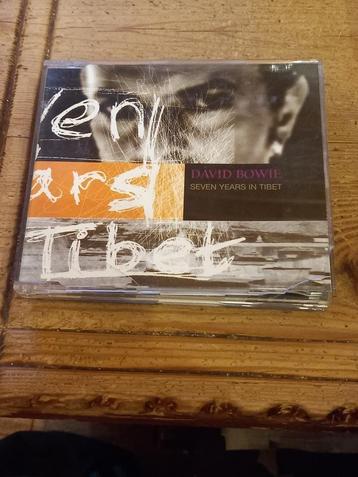 en
ars
Tibet
DAVID BOWIE
SEVEN YEARS IN TIBET